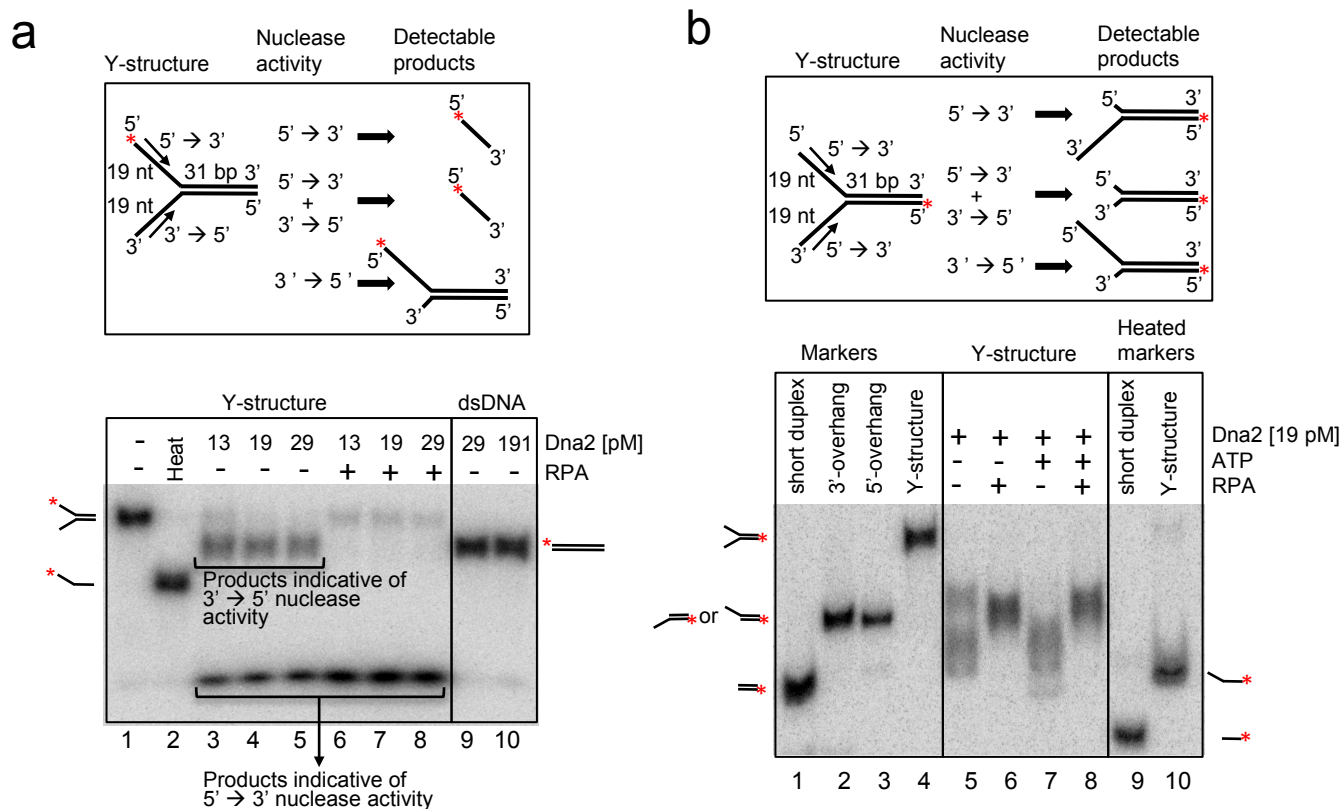 a
Y-structure
Nuclease
activity
Detectable
products
5’
*
5’ → 3’
19 nt
31 bp 3’
19 nt
5’
3’
3’ → 5’
5’ → 3’
5’ → 3’
+
3’ → 5’
3 ’ → 5 ’
5’
*
3’
5’
*
3’
*
5’
3’
3’
5’
Y-structure
dsDNA
- Heat 13 19 29 13 19 29 29 191 Dna2 [pM]
- - - - + + + - - RPA
*
*
*
Products indicative of
3’ → 5’ nuclease
activity
1 2 3 4 5 6 7 8 9 10
Products indicative of
5’ → 3’ nuclease activity
b
Y-structure
Nuclease
activity
Detectable
products
5’
5’ → 3’
19 nt
31 bp 3’
*
19 nt
5’
3’
5’ → 3’
5’ → 3’
5’ → 3’
+
3’ → 5’
3 ’ → 5 ’
5’ 3’
*
5’
3’
5’ 3’
*
3’ 5’
5’
3’
*
3’ 5’
Markers
Y-structure
Heated
markers
short duplex
3'-overhang
5'-overhang
Y-structure
short duplex
Y-structure
+ + + + Dna2 [19 pM]
- - + + ATP
- + - + RPA
*
* or *
*
*
*
1 2 3 4 5 6 7 8 9 10